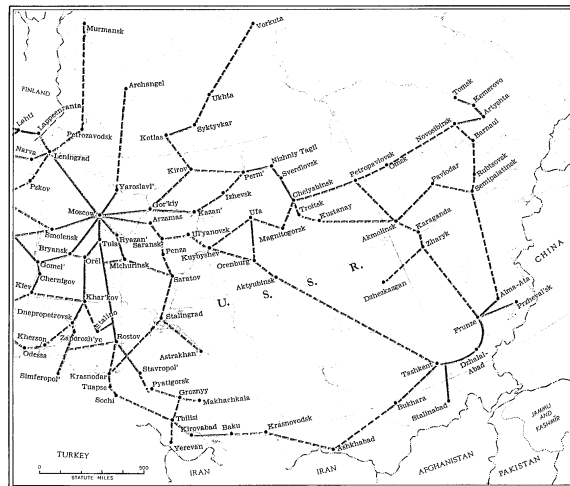 Murmansk
Vorkuta
Archangel
FINLAND
Lappeenranta
Lahti
Ukhta
Tomsk
Kemerovo
Artyshta
Petrozavodsk
Syktyvkar
Kotlas
Novosibirsk
Barnaul
Narva
Leningrad
Kirov
Perm'
Nizhniy Tagil
Sverdlovsk
Petropavlovsk
Omsk
Rubtsovsk
Semipalatinsk
Pskov
Yaroslavl'
Izhevsk
Chelyabinsk
Pavlodar
Moscow
Gor'kiy
Kazan'
Troitsk
Kustanay
Arzamas
Ufa
Smolensk
Ryazan'
Ul'yanovsk
Magnitogorsk
Akmolinsk
Karaganda
Tula
Saransk
Penza
Kuybyshev
Zharyk
Bryansk
Orël
Michurinsk
Orenburg
U. S. S. R.
CHINA
Gomel'
Chernigov
Saratov
Aktyubinsk
Dzhezkazgan
Kiev
Khar'kov
Alma-Ata
Przheval'sk
Dnepropetrovsk
Stalino
Stalingrad
Frunze
Kherson
Zaporozh'ye
Rostov
Odessa
Astrakhan
Dzhalal-
Abad
Tashkent
Simferopol'
Krasnodar
Stavropol'
Tuapse
Pyatigorsk
Groznyy
Sochi
Makhachkala
Bukhara
Stalinabad
Tbilisi
Kirovabad
Baku
Krasnovodsk
JAMMU
AND
KASHMIR
Yerevan
Ashkhabad
TURKEY
IRAN
IRAN
AFGHANISTAN
PAKISTAN
0
500
STATUTE MILES